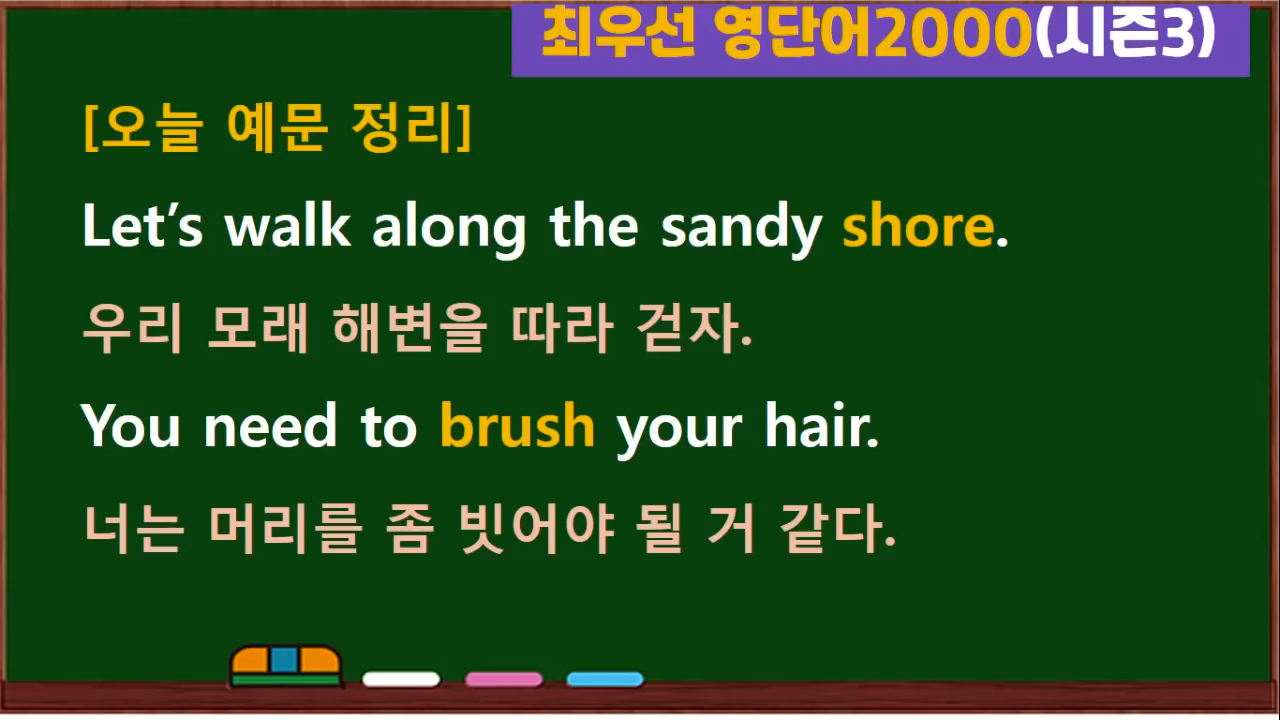 최우선 영단어2000(시즌3)
[오늘 예문 정리]
Let’s walk along the sandy shore.
우리 모래 해변을 따라 걷자.
You need to brush your hair.
너는 머리를 좀 빗어야 될 거 같다.